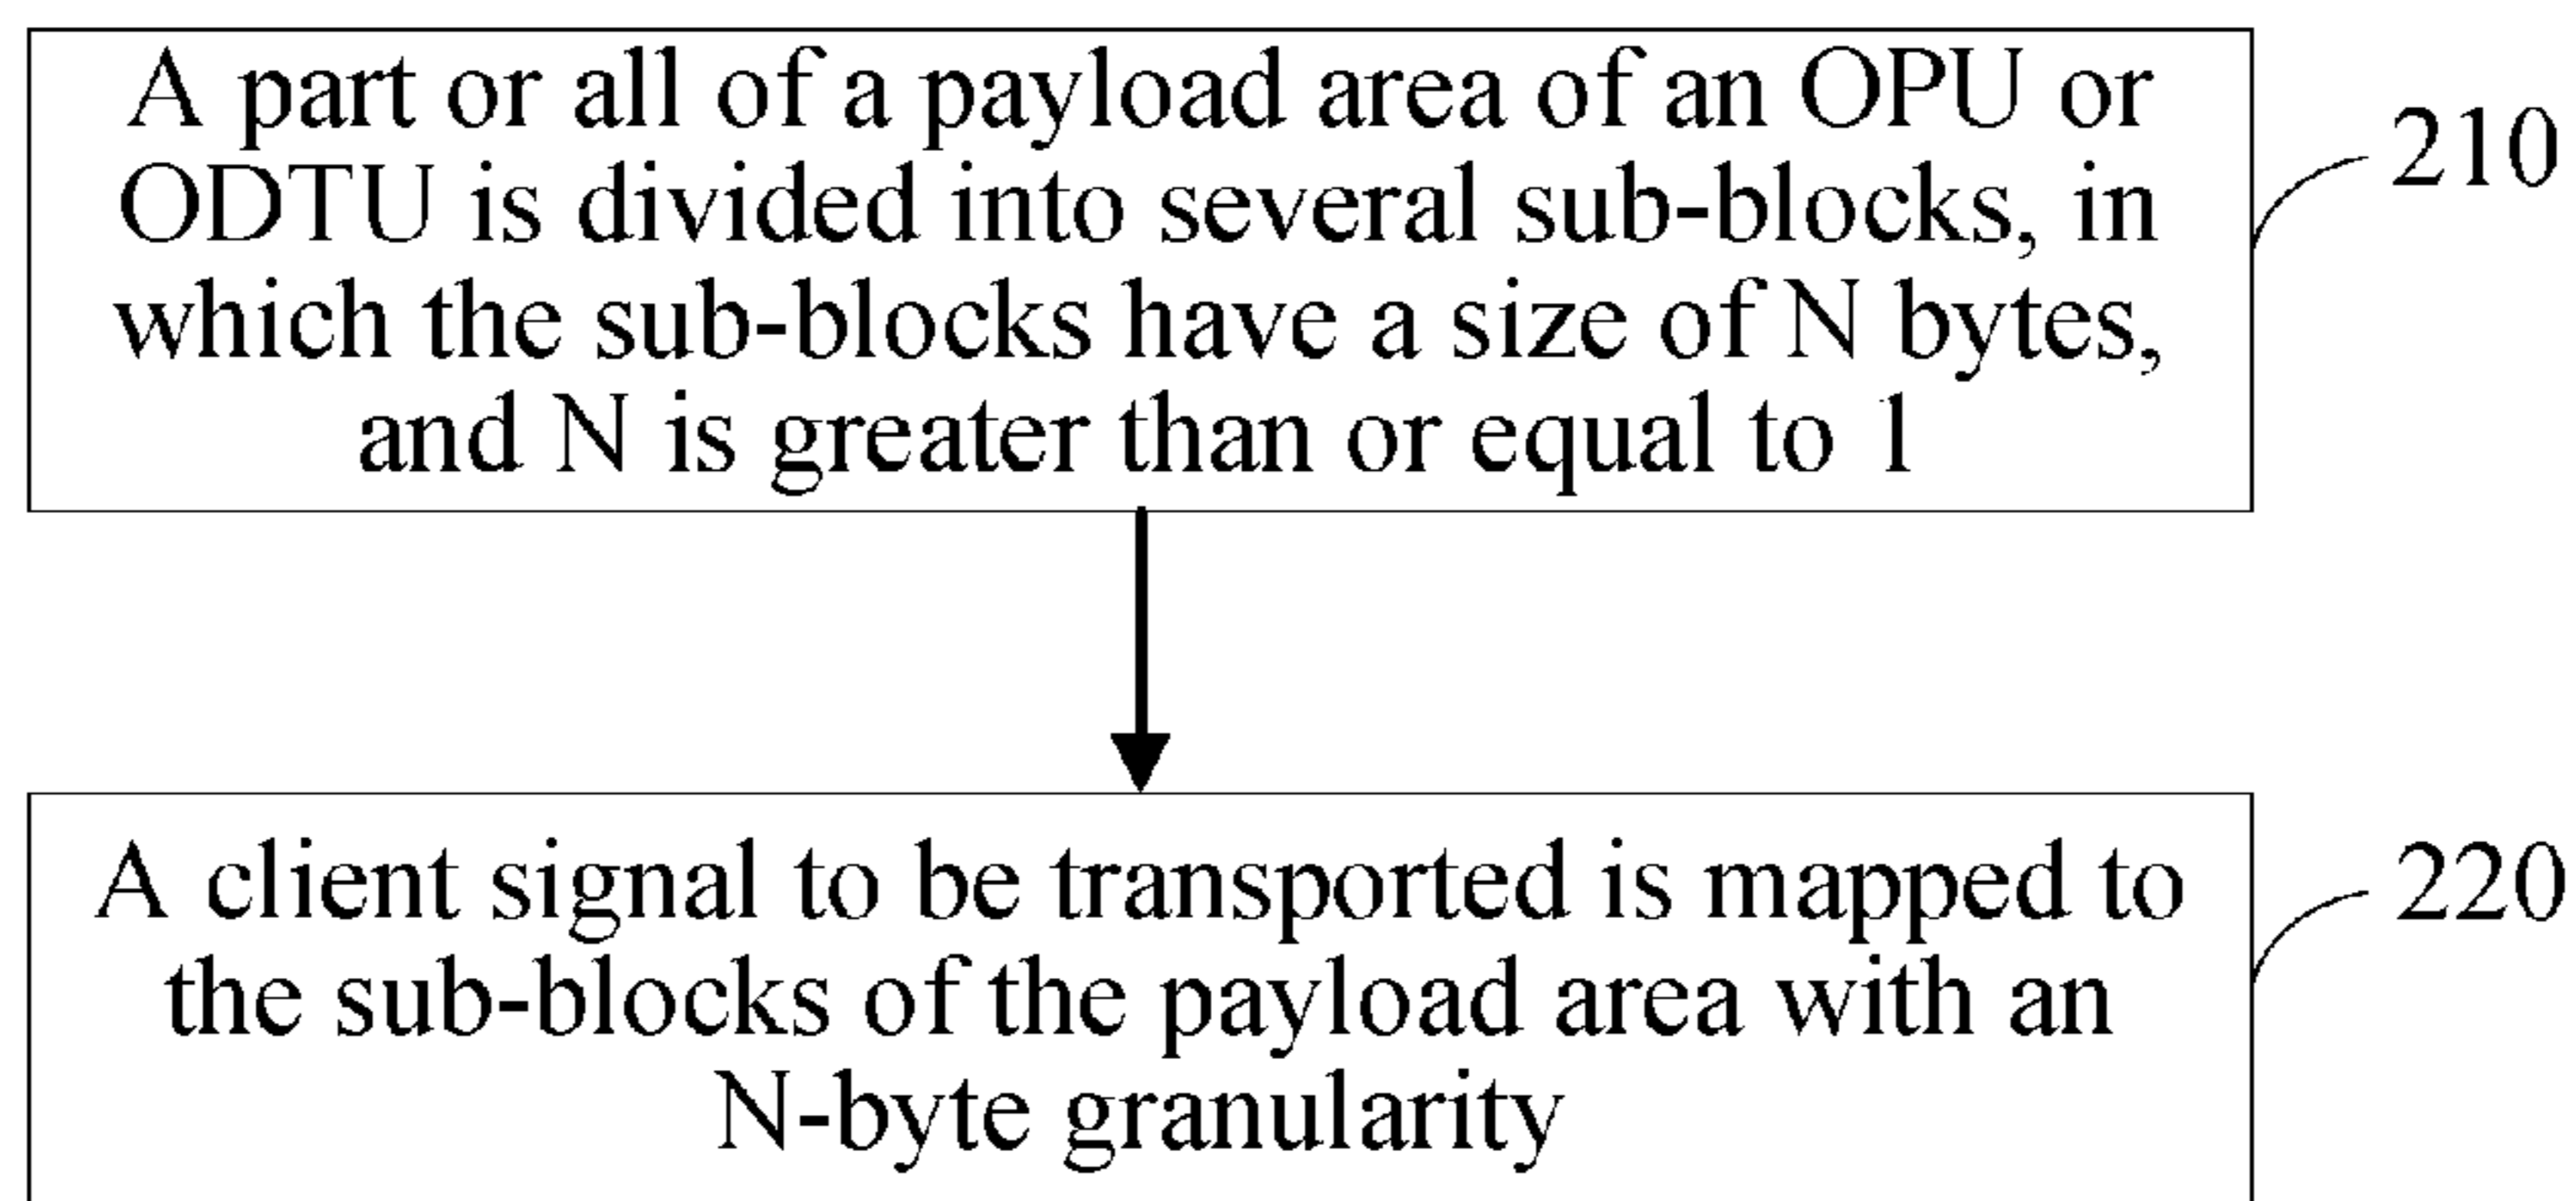 A part or all of a payload area of an OPU or
ODTU is divided into several sub-blocks, in
which the sub-blocks have a size of N bytes,
and N is greater than or equal to 1
210
A client signal to be transported is mapped to
the sub-blocks of the payload area with an
N-byte granularity
220